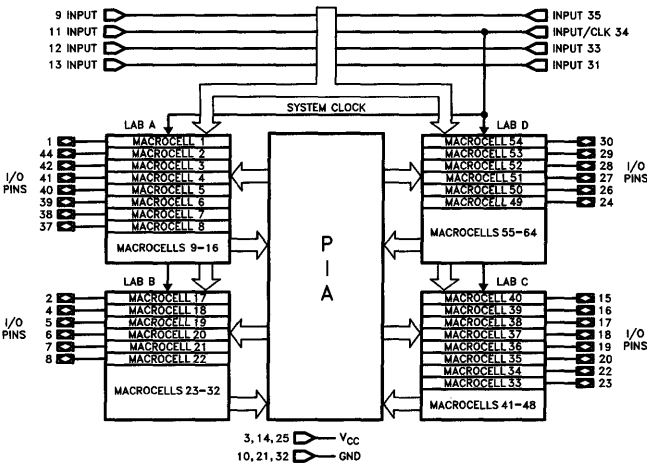 9 INPUT INPUT 35
11 INPUT INPUT/CLK 34
12 INPUT INPUT 33
13 INPUT INPUT 31
SYSTEM CLOCK
LAB A LAB D
1 MACROCELL 1 MACROCELL 54 30
44 MACROCELL 2 MACROCELL 53 29
42 MACROCELL 3 MACROCELL 52 28
I/O PINS 41 MACROCELL 4 MACROCELL 51 27 I/O PINS
40 MACROCELL 5 MACROCELL 50 26
39 MACROCELL 6 MACROCELL 49 24
38 MACROCELL 7
37 MACROCELL 8
MACROCELLS 9-16 MACROCELLS 55-64
PIA
LAB B LAB C
2 MACROCELL 17 MACROCELL 40 15
4 MACROCELL 18 MACROCELL 39 16
5 MACROCELL 19 MACROCELL 38 17
I/O PINS 6 MACROCELL 20 MACROCELL 37 18 I/O PINS
7 MACROCELL 21 MACROCELL 36 19
8 MACROCELL 22 MACROCELL 35 20
MACROCELL 34 22
MACROCELL 33 23
MACROCELLS 23-32 MACROCELLS 41-48
3, 14, 25 VCC
10, 21, 32 GND